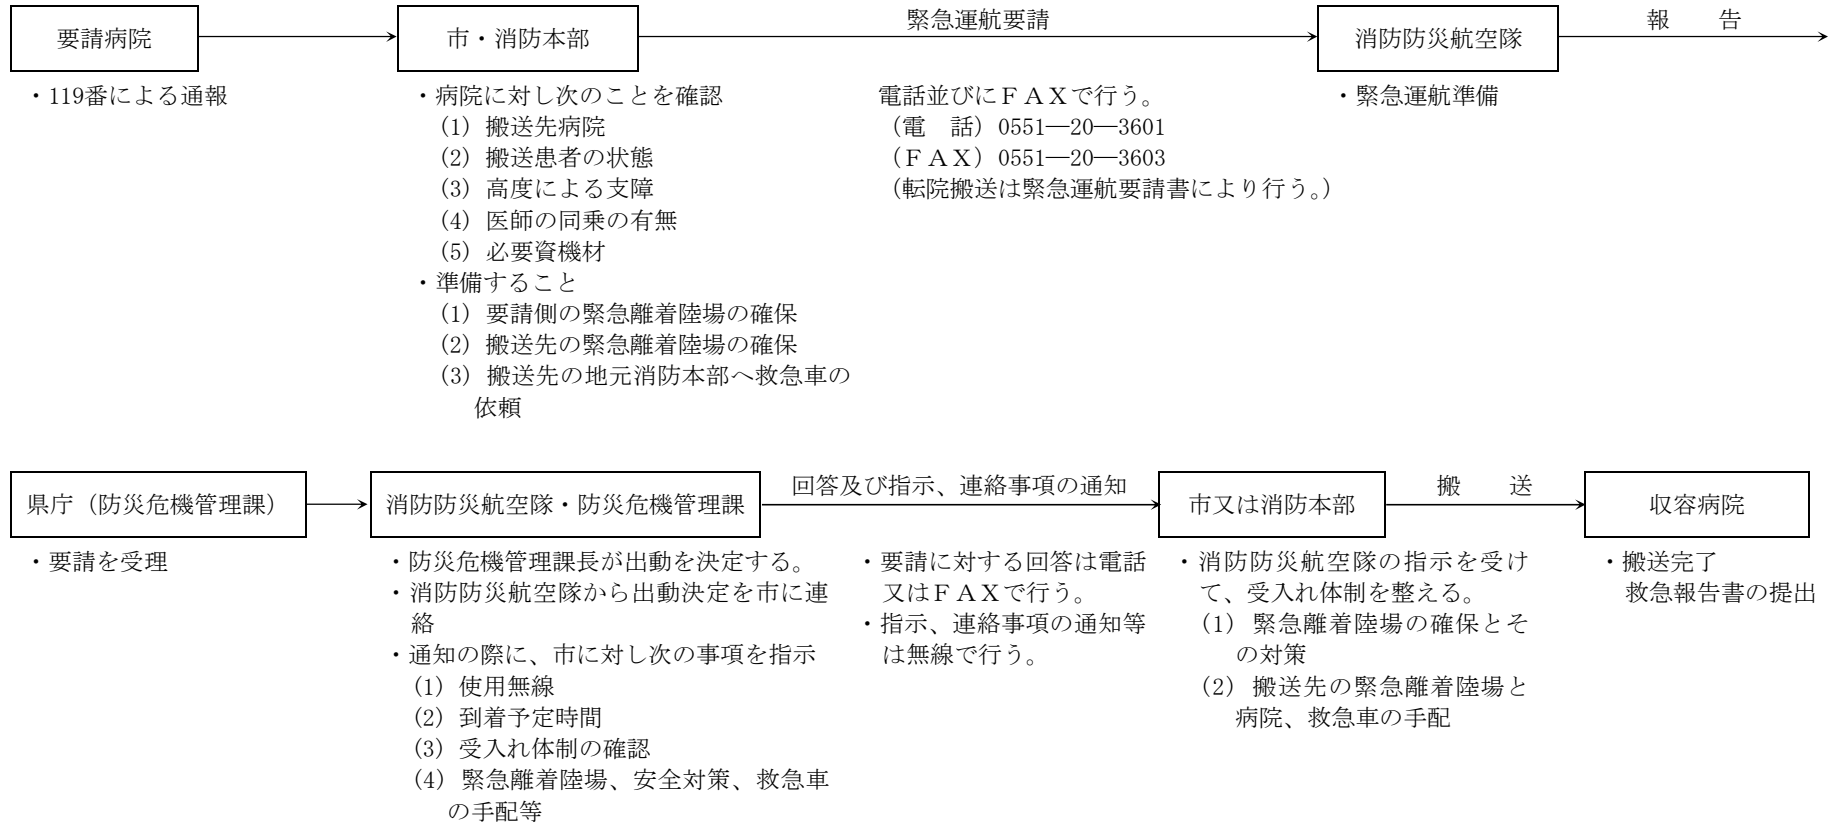 要請病院
・119番による通報
市・消防本部
・病院に対し次のことを確認
(1) 搬送先病院
(2) 搬送患者の状態
(3) 高度による支障
(4) 医師の同乗の有無
(5) 必要資機材
・準備すること
(1) 要請側の緊急離着陸場の確保
(2) 搬送先の緊急離着陸場の確保
(3) 搬送先の地元消防本部へ救急車の
依頼
緊急運航要請
電話並びにＦＡＸで行う。
（電　話）0551―20―3601
（ＦＡＸ）0551―20―3603
（転院搬送は緊急運航要請書により行う。）
消防防災航空隊
・緊急運航準備
報　　告
県庁（防災危機管理課）
・要請を受理
消防防災航空隊・防災危機管理課
・防災危機管理課長が出動を決定する。
・消防防災航空隊から出動決定を市に連
絡
・通知の際に、市に対し次の事項を指示
(1) 使用無線
(2) 到着予定時間
(3) 受入れ体制の確認
(4) 緊急離着陸場、安全対策、救急車
の手配等
回答及び指示、連絡事項の通知
・要請に対する回答は電話
又はＦＡＸで行う。
・指示、連絡事項の通知等
は無線で行う。
市又は消防本部
・消防防災航空隊の指示を受け
て、受入れ体制を整える。
(1) 緊急離着陸場の確保とそ
の対策
(2) 搬送先の緊急離着陸場と
病院、救急車の手配
搬　　送
収容病院
・搬送完了
救急報告書の提出